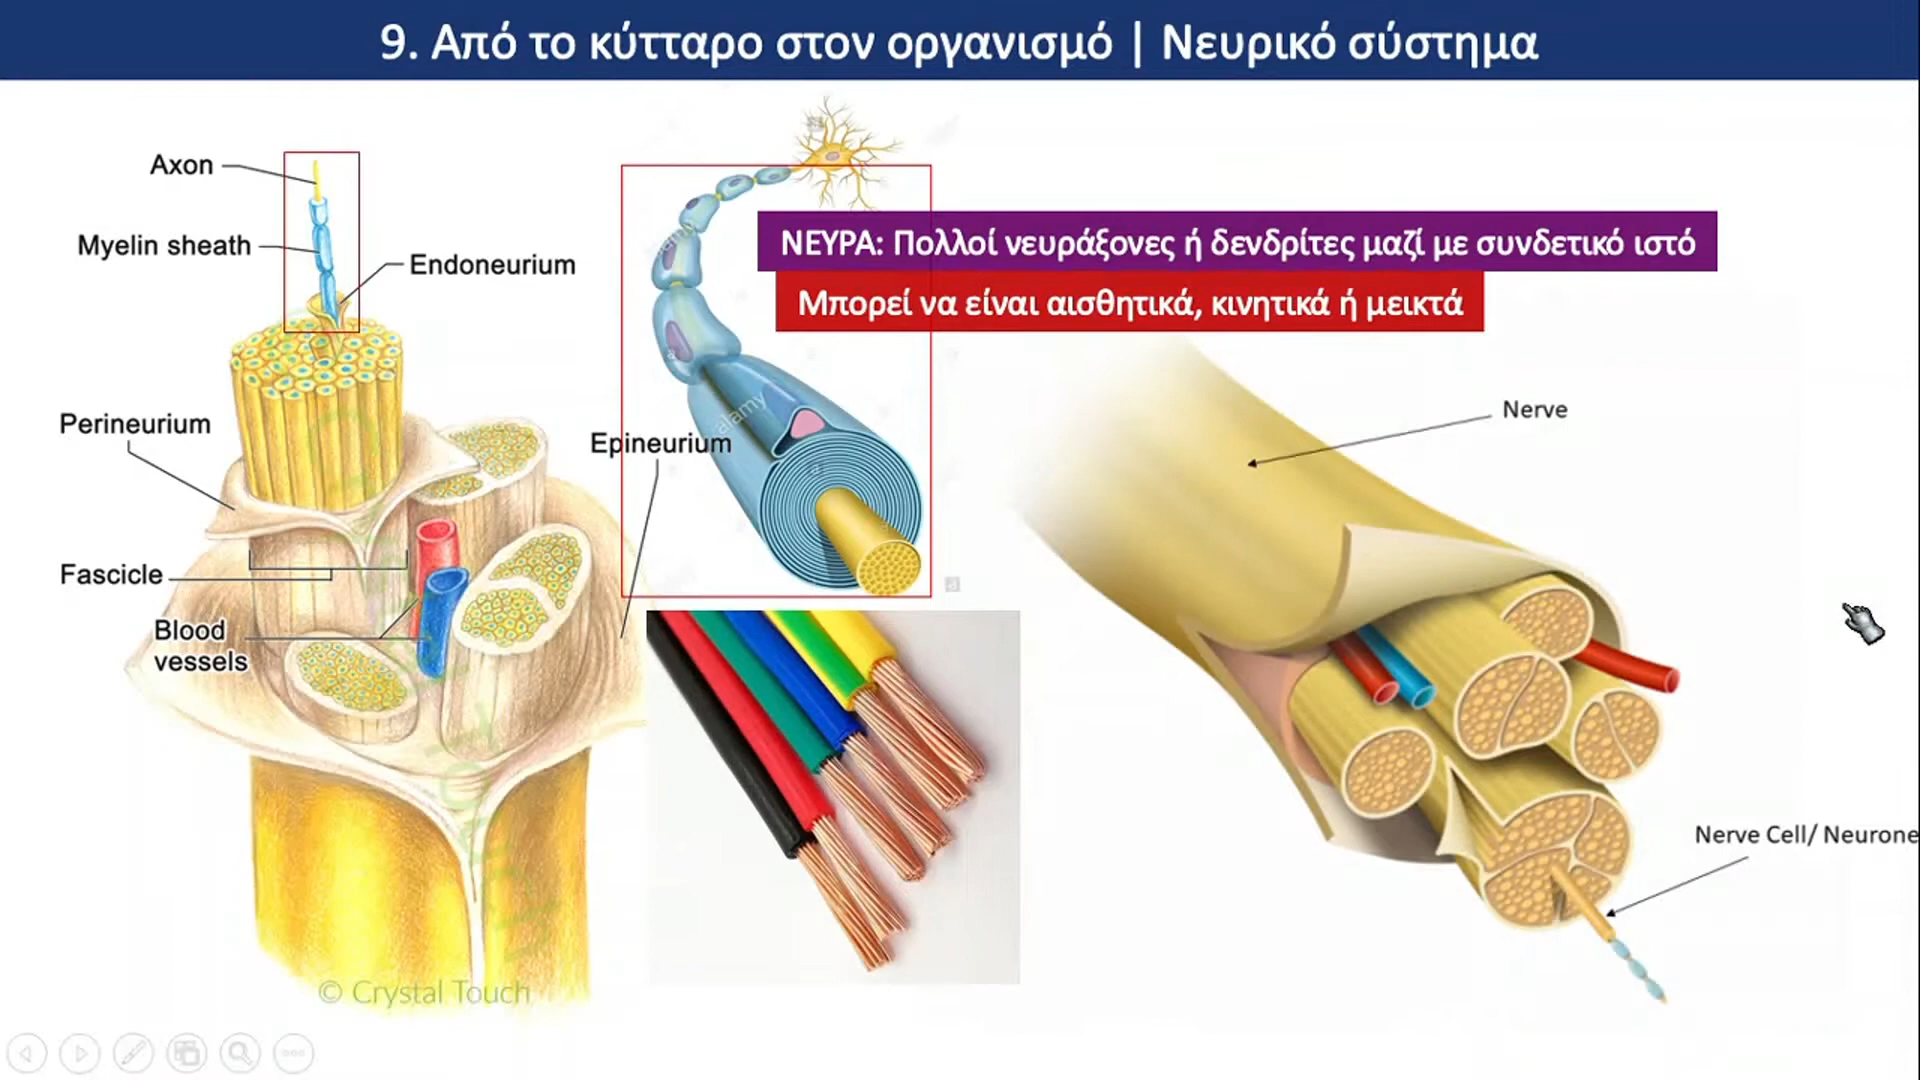 9. Από το κύτταρο στον οργανισμό | Νευρικό σύστημα
Axon
Myelin sheath
Endoneurium
ΝΕΥΡΑ: Πολλοί νευράξονες ή δενδρίτες μαζί με συνδετικό ιστό
Μπορεί να είναι αισθητικά, κινητικά ή μεικτά
Perineurium
Epineurium
Nerve
alamy
Fascicle
Blood
vessels
Nerve Cell/ Neurone
© Crystal Touch